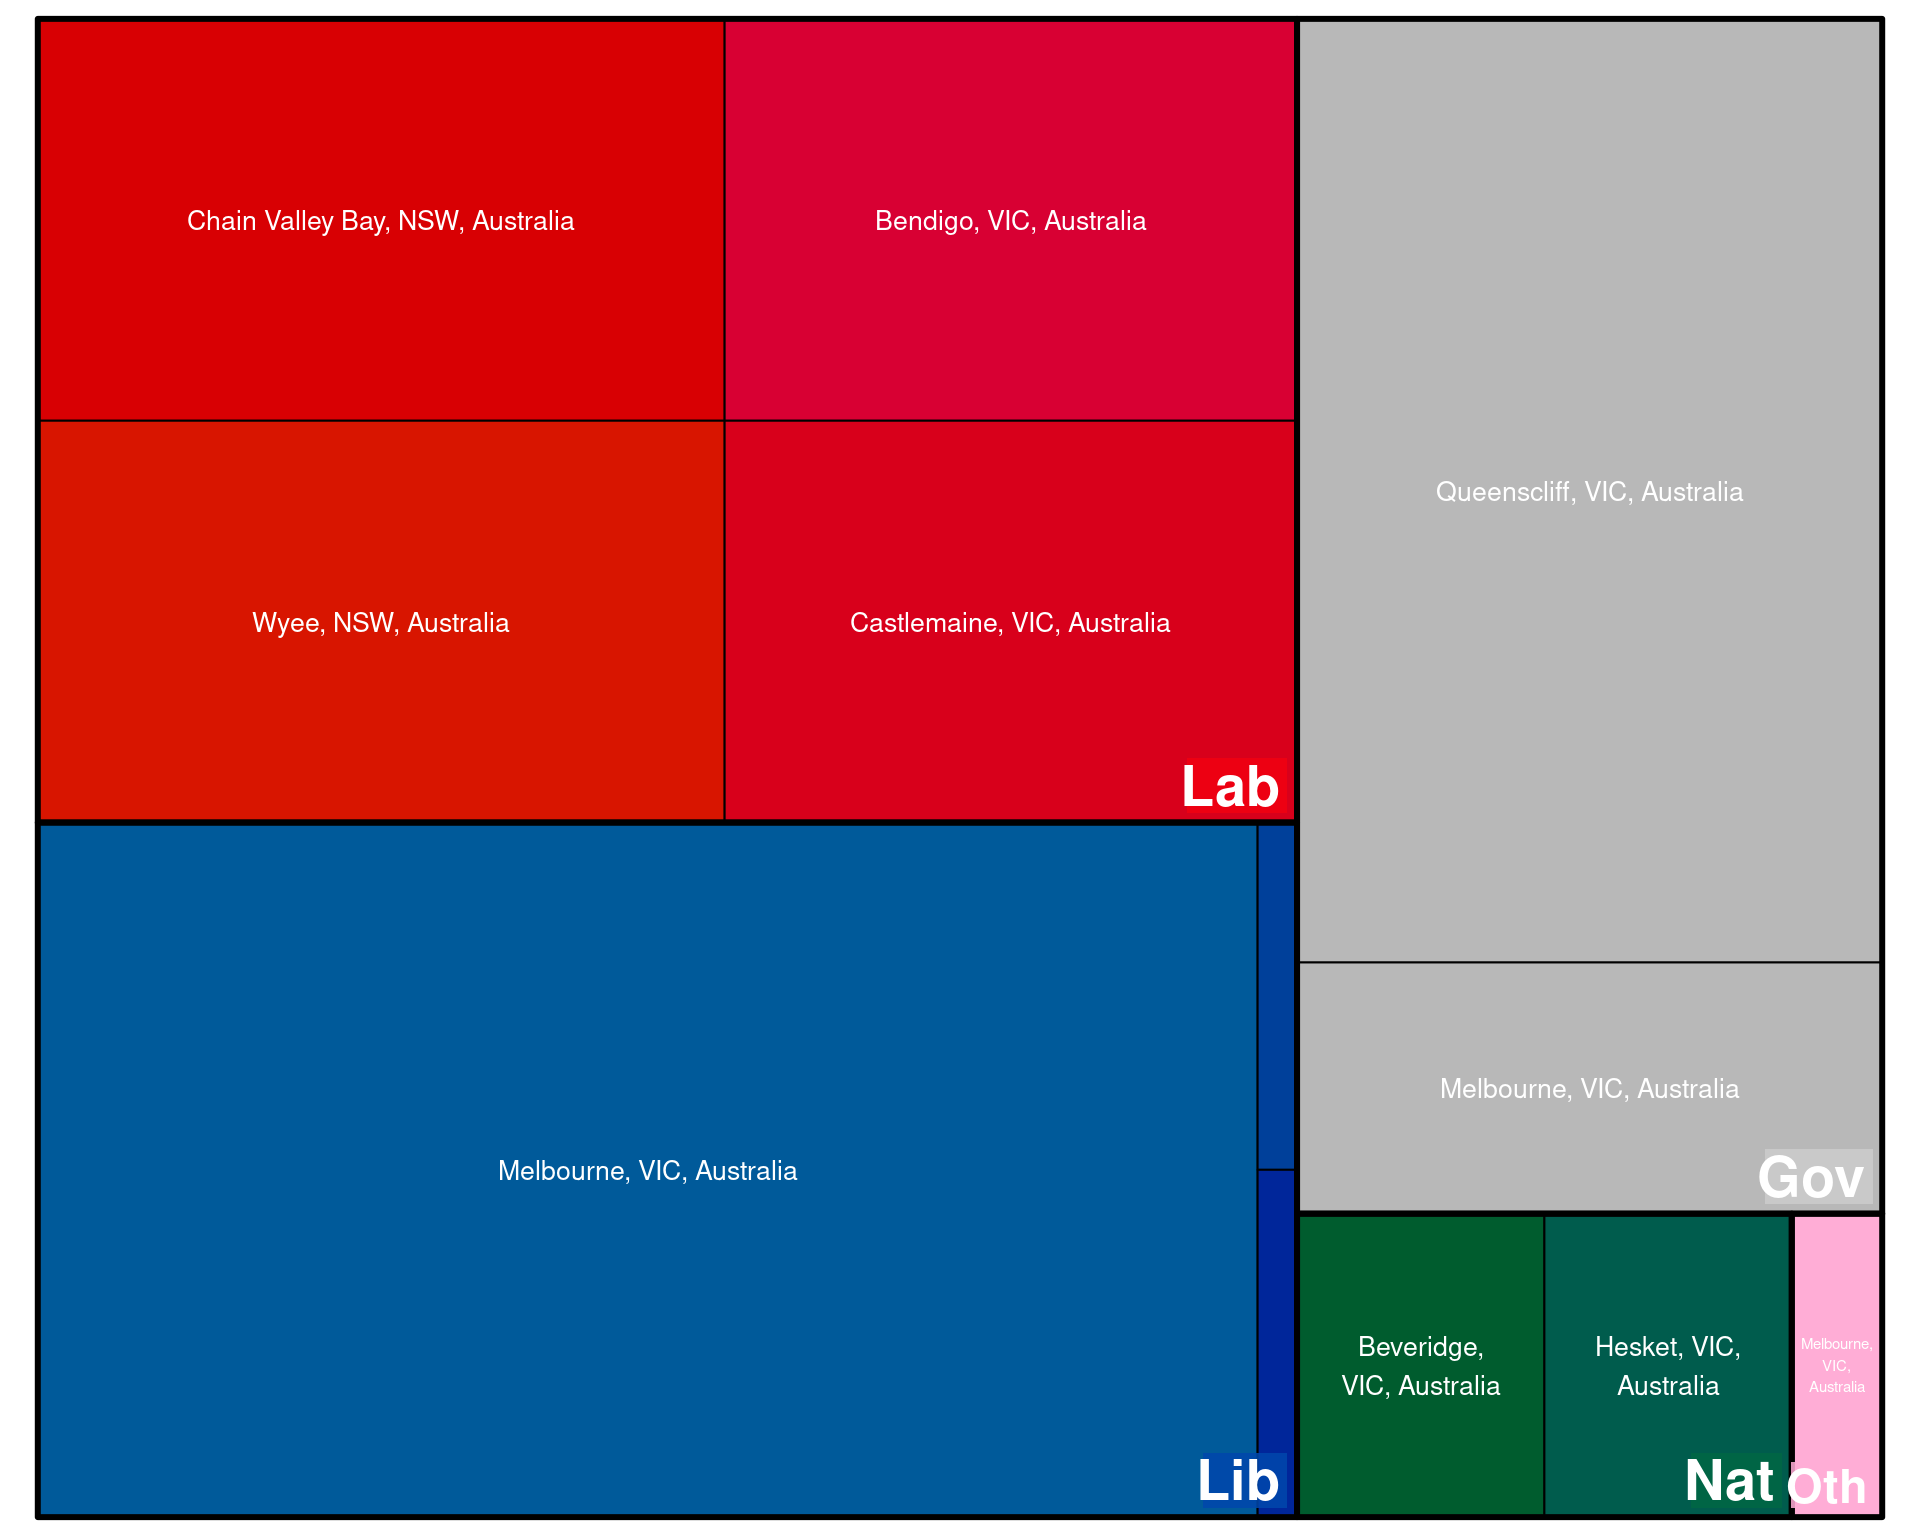 Chain Valley Bay, NSW, Australia
Bendigo, VIC, Australia
Wyee, NSW, Australia
Castlemaine, VIC, Australia
Lab
Melbourne, VIC, Australia
Lib
Queenscliff, VIC, Australia
Melbourne, VIC, Australia
Gov
Beveridge,
VIC, Australia
Hesket, VIC,
Australia
Nat
Melbourne,
VIC,
Australia
Oth